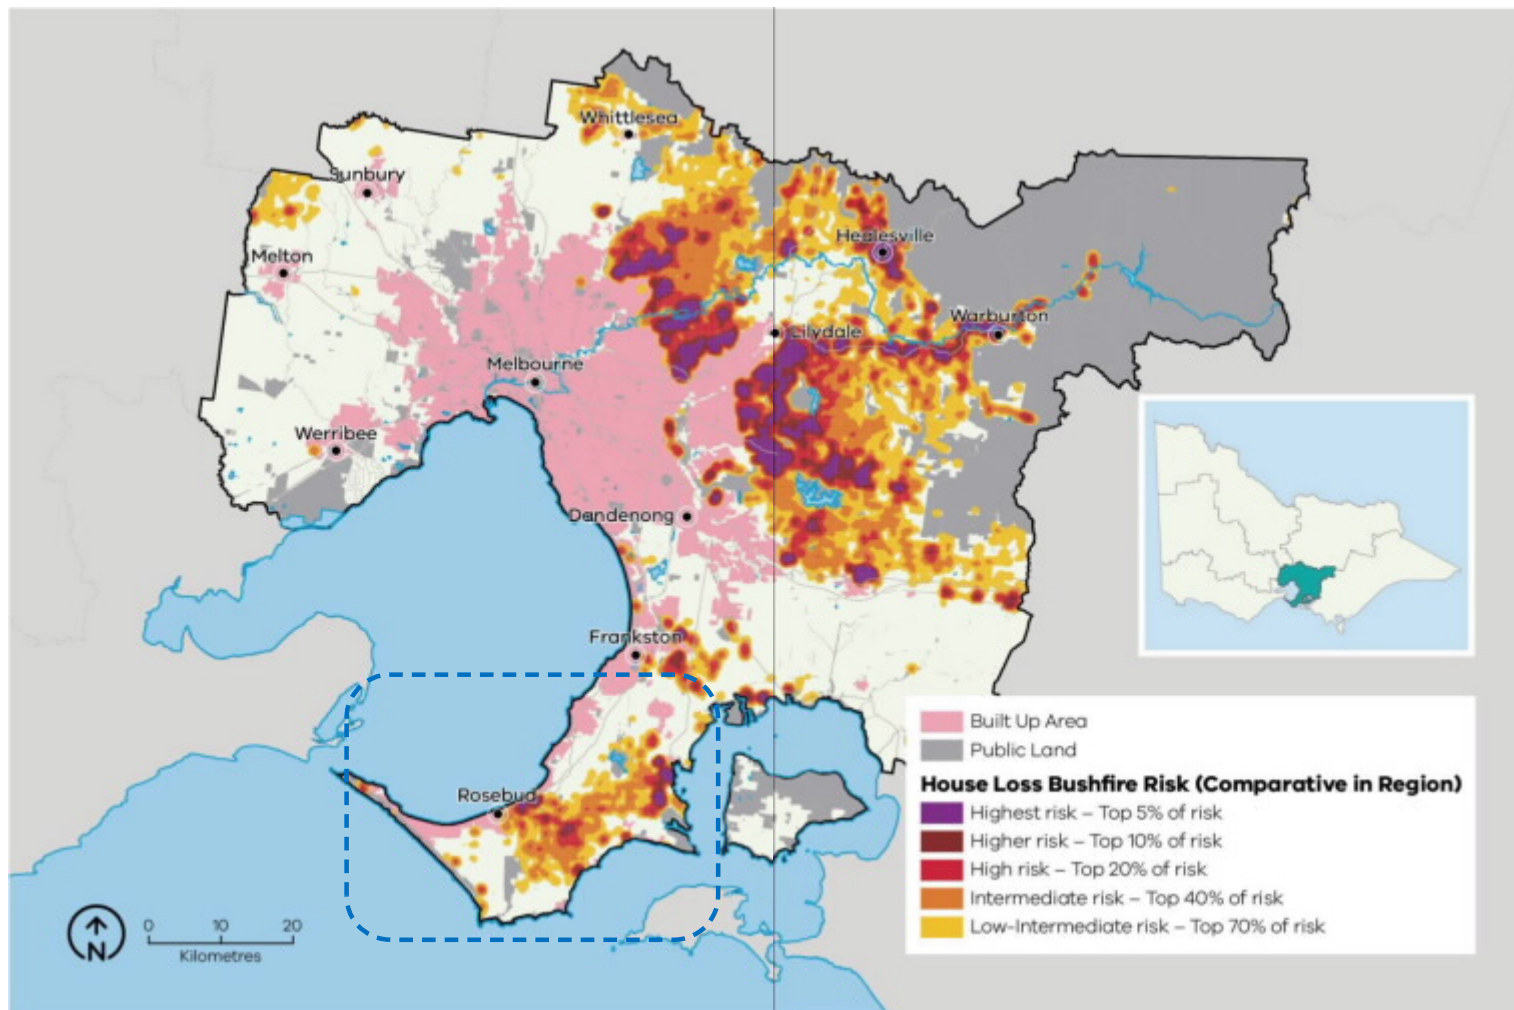 Whittlesea
Sunbury
Healesville
Melton
Warburton
Lilydale
Melbourne
Werribee
Dandenong
Frankston
Rosebud
Built Up Area
Public Land
House Loss Bushfire Risk (Comparative in Region)
Highest risk – Top 5% of risk
Higher risk – Top 10% of risk
High risk – Top 20% of risk
Intermediate risk – Top 40% of risk
Low-Intermediate risk – Top 70% of risk
N
0 10 20
Kilometres